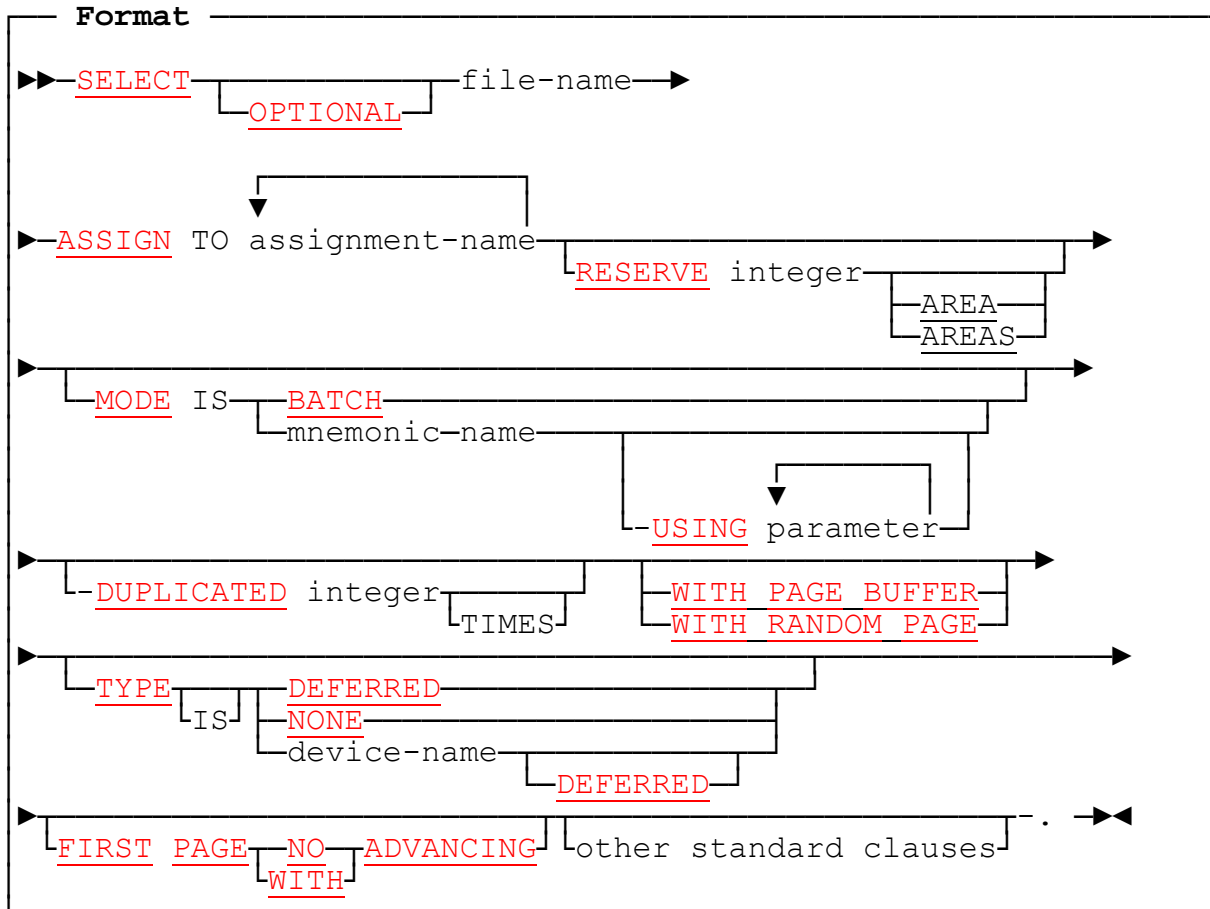 Format
SELECT file-name
OPTIONAL
ASSIGN TO assignment-name
RESERVE integer
AREA
AREAS
MODE IS BATCH
mnemonic-name
USING parameter
DUPLICATED integer WITH PAGE BUFFER
TIMES WITH RANDOM PAGE
TYPE DEFERRED
IS NONE
device-name
DEFERRED
FIRST PAGE NO ADVANCING other standard clauses .
WITH